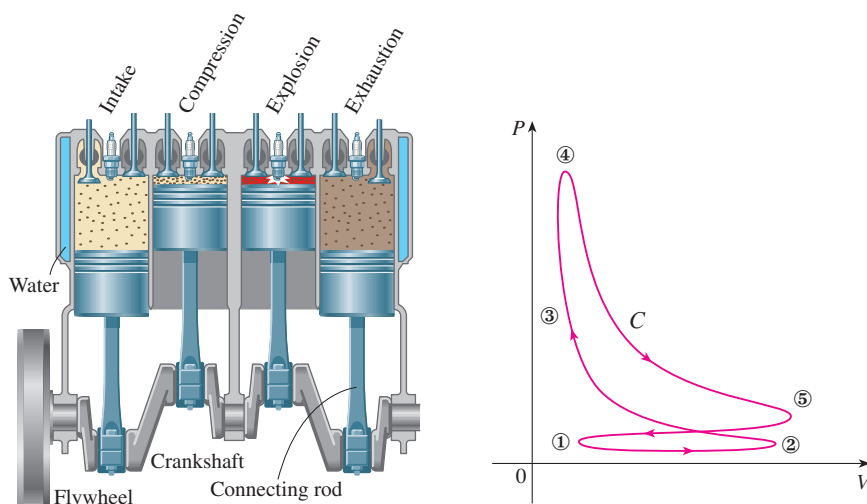 Intake
Compression
Explosion
Exhaustion
Water
Flywheel
Crankshaft
Connecting rod
P
④
③
C
⑤
①
②
0
V